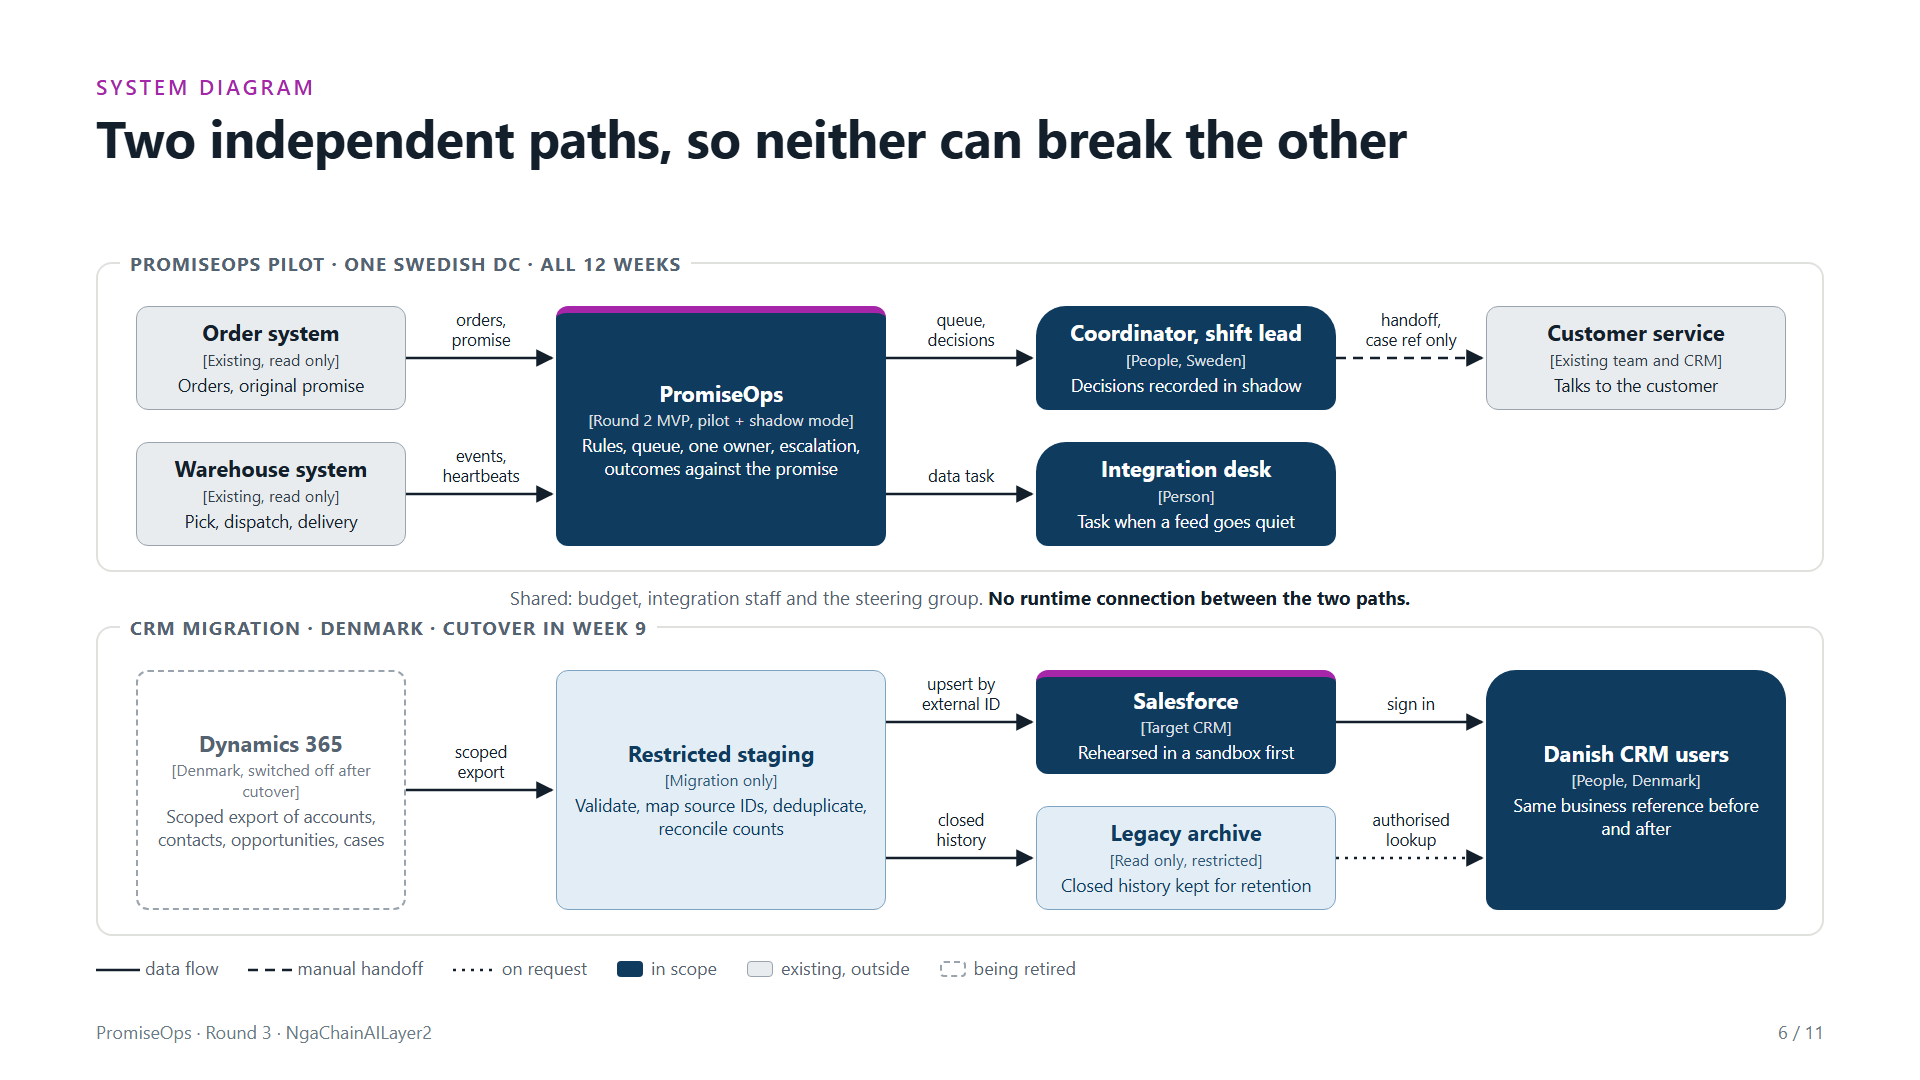 SYSTEM DIAGRAM
Two independent paths, so neither can break the other
PROMISEOPS PILOT · ONE SWEDISH DC · ALL 12 WEEKS
Order system
[Existing, read only]
Orders, original promise
orders,
promise
Warehouse system
[Existing, read only]
Pick, dispatch, delivery
events,
heartbeats
PromiseOps
[Round 2 MVP, pilot + shadow mode]
Rules, queue, one owner, escalation,
outcomes against the promise
queue,
decisions
Coordinator, shift lead
[People, Sweden]
Decisions recorded in shadow
handoff,
case ref only
Customer service
[Existing team and CRM]
Talks to the customer
data task
Integration desk
[Person]
Task when a feed goes quiet
Shared: budget, integration staff and the steering group. No runtime connection between the two paths.
CRM MIGRATION · DENMARK · CUTOVER IN WEEK 9
Dynamics 365
[Denmark, switched off after
cutover]
Scoped export of accounts,
contacts, opportunities, cases
scoped
export
Restricted staging
[Migration only]
Validate, map source IDs, deduplicate,
reconcile counts
upsert by
external ID
Salesforce
[Target CRM]
Rehearsed in a sandbox first
sign in
closed
history
Legacy archive
[Read only, restricted]
Closed history kept for retention
authorised
lookup
Danish CRM users
[People, Denmark]
Same business reference before
and after
data flow
manual handoff
on request
in scope
existing, outside
being retired
PromiseOps · Round 3 · NgaChainAILayer2
6 / 11